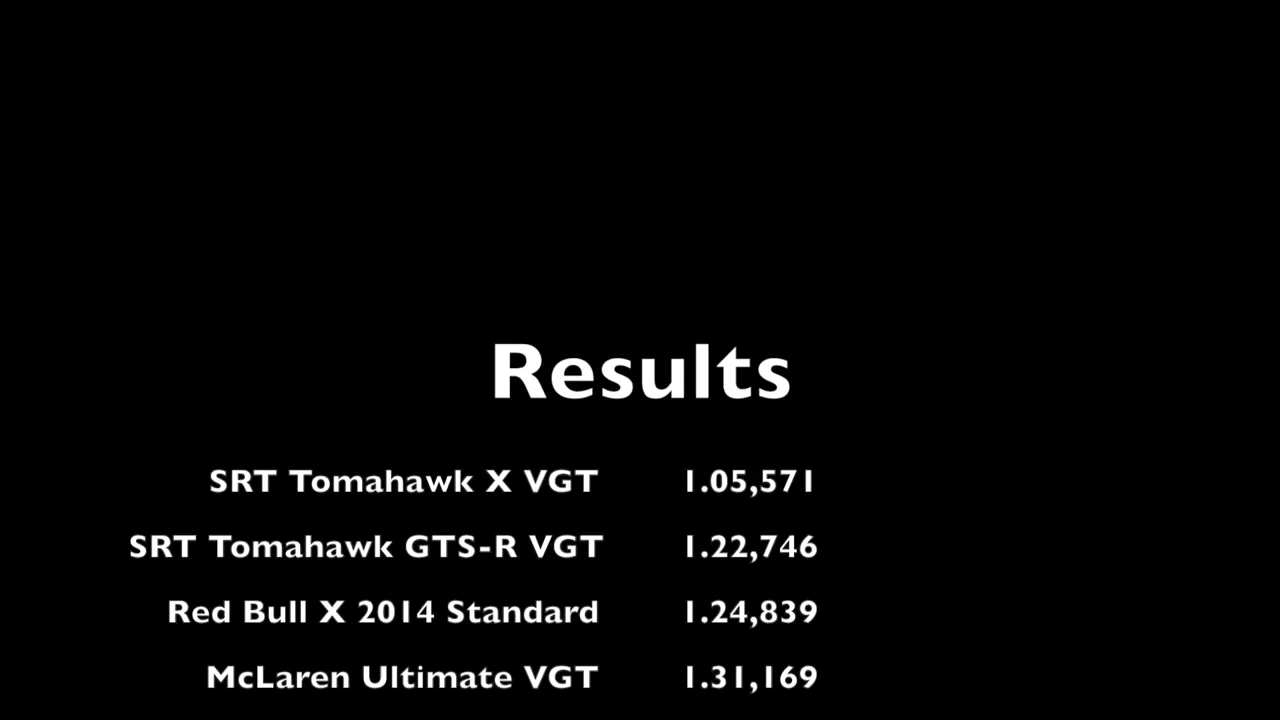 Results
SRT Tomahawk X VGT 1.05,571
SRT Tomahawk GTS-R VGT 1.22,746
Red Bull X 2014 Standard 1.24,839
McLaren Ultimate VGT 1.31,169